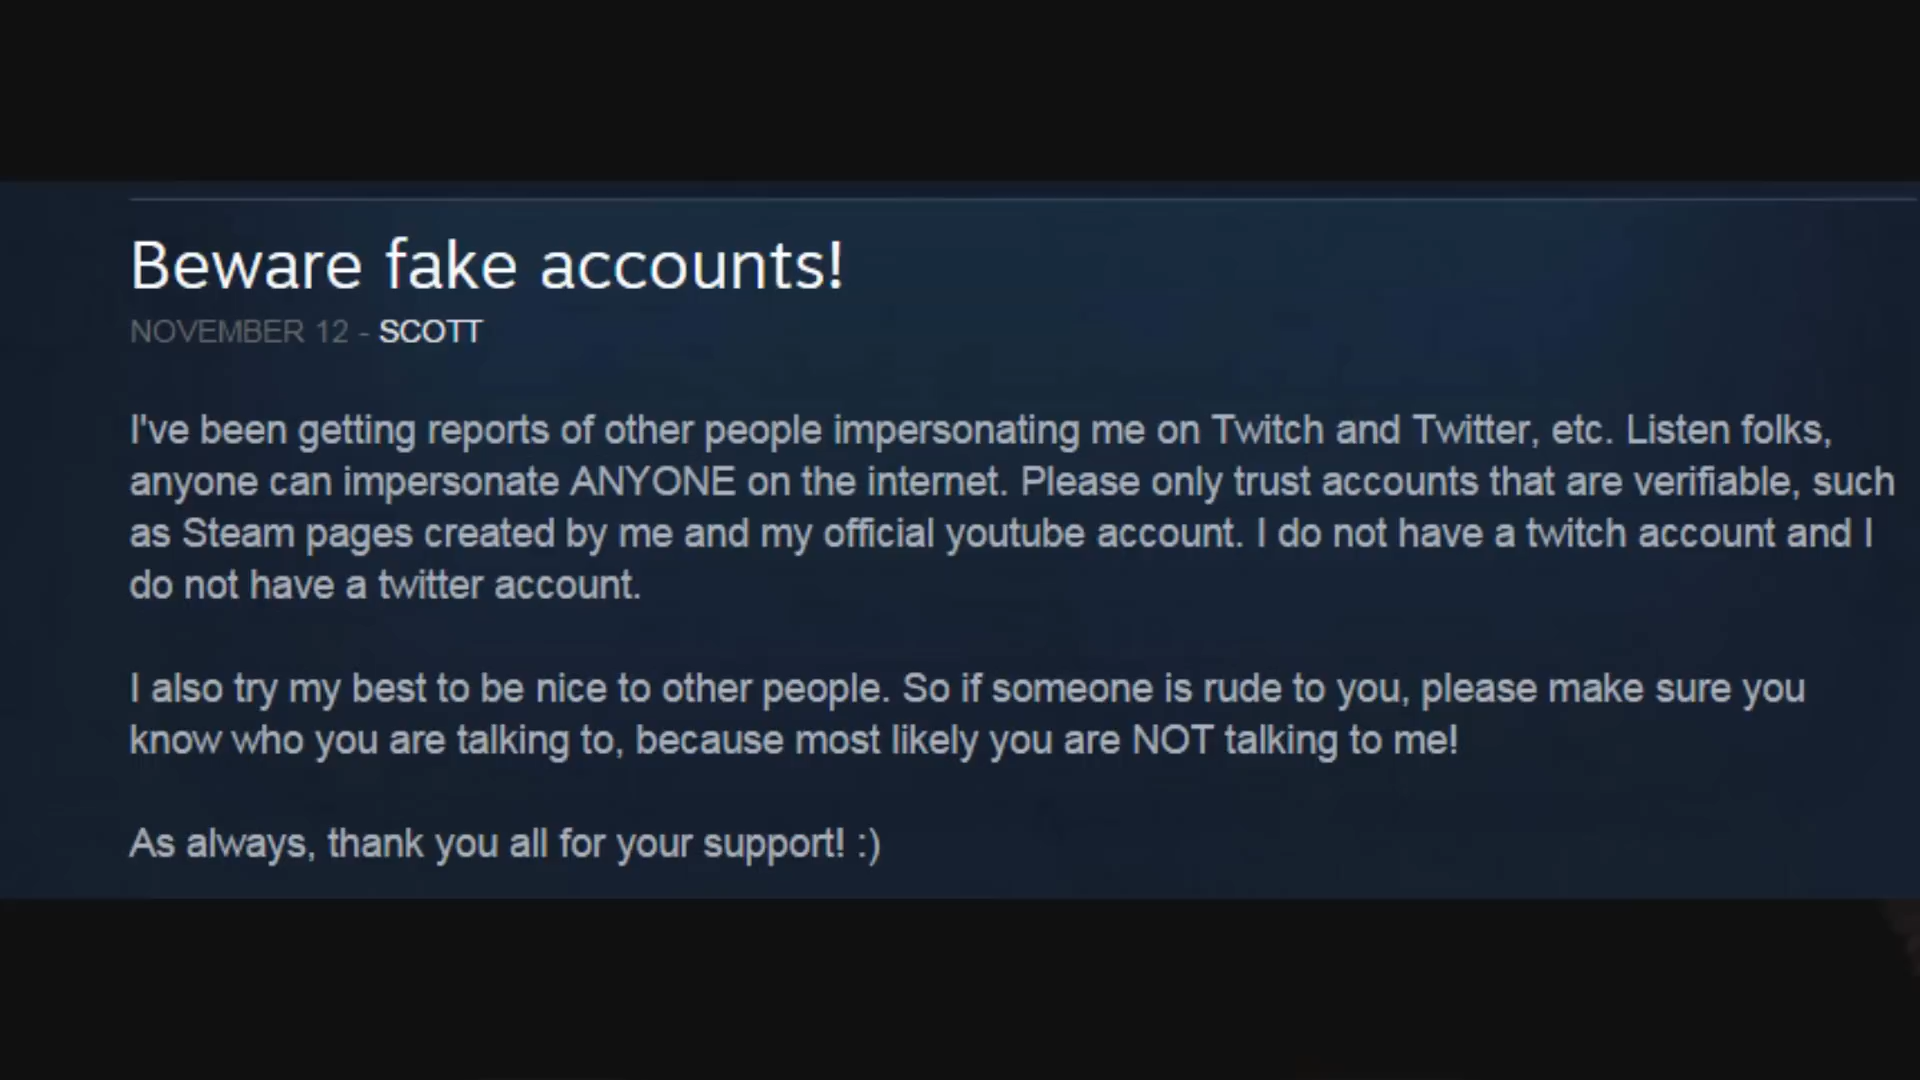 Beware fake accounts!
NOVEMBER 12 - SCOTT
I've been getting reports of other people impersonating me on Twitch and Twitter, etc. Listen folks,
anyone can impersonate ANYONE on the internet. Please only trust accounts that are verifiable, such
as Steam pages created by me and my official youtube account. I do not have a twitch account and I
do not have a twitter account.
I also try my best to be nice to other people. So if someone is rude to you, please make sure you
know who you are talking to, because most likely you are NOT talking to me!
As always, thank you all for your support! :)